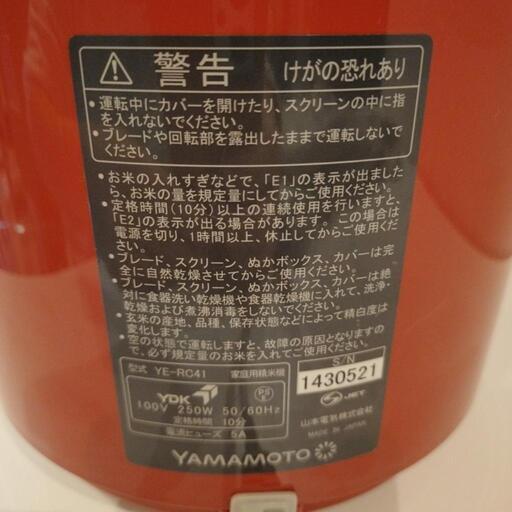 警告 けがの恐れあり
●運転中にカバーを開けたり、スクリーンの中に指
を入れないでください。
●ブレードや回転部を露出したままで運転しないで
ください。
●お米の入れすぎなどで、「E1」の表示が出ました
ら、お米の量を規定量にしてからご使用ください。
●定格時間(10分)以上の連続使用を行いますと、
「E2」の表示が出る場合があります。この場合は
電源を切り、1時間以上、休止してからご使用く
ださい。
●ブレード、スクリーン、ぬかボックス、カバーは完
全に自然乾燥させてからご使用ください。
●ブレード、スクリーン、ぬかボックス、カバーは絶
対に食器洗い乾燥機や食器乾燥機に入れて、洗浄・
乾燥および煮沸消毒をしないでください。
●玄米の産地、品種、保存状態などによって精白度は
変化します。
●空の状態で運転しますと、故障の原因となりますの
で、必ず規定量のお米を入れてご使用ください。
型式 YE-RC41 家庭用精米機
S/N
1430521
YDK
PS
E
JET
100V 250W 50/60Hz
定格時間 10分
電流ヒューズ 5A
山本電気株式会社
MADE IN JAPAN
YAMAMOTO